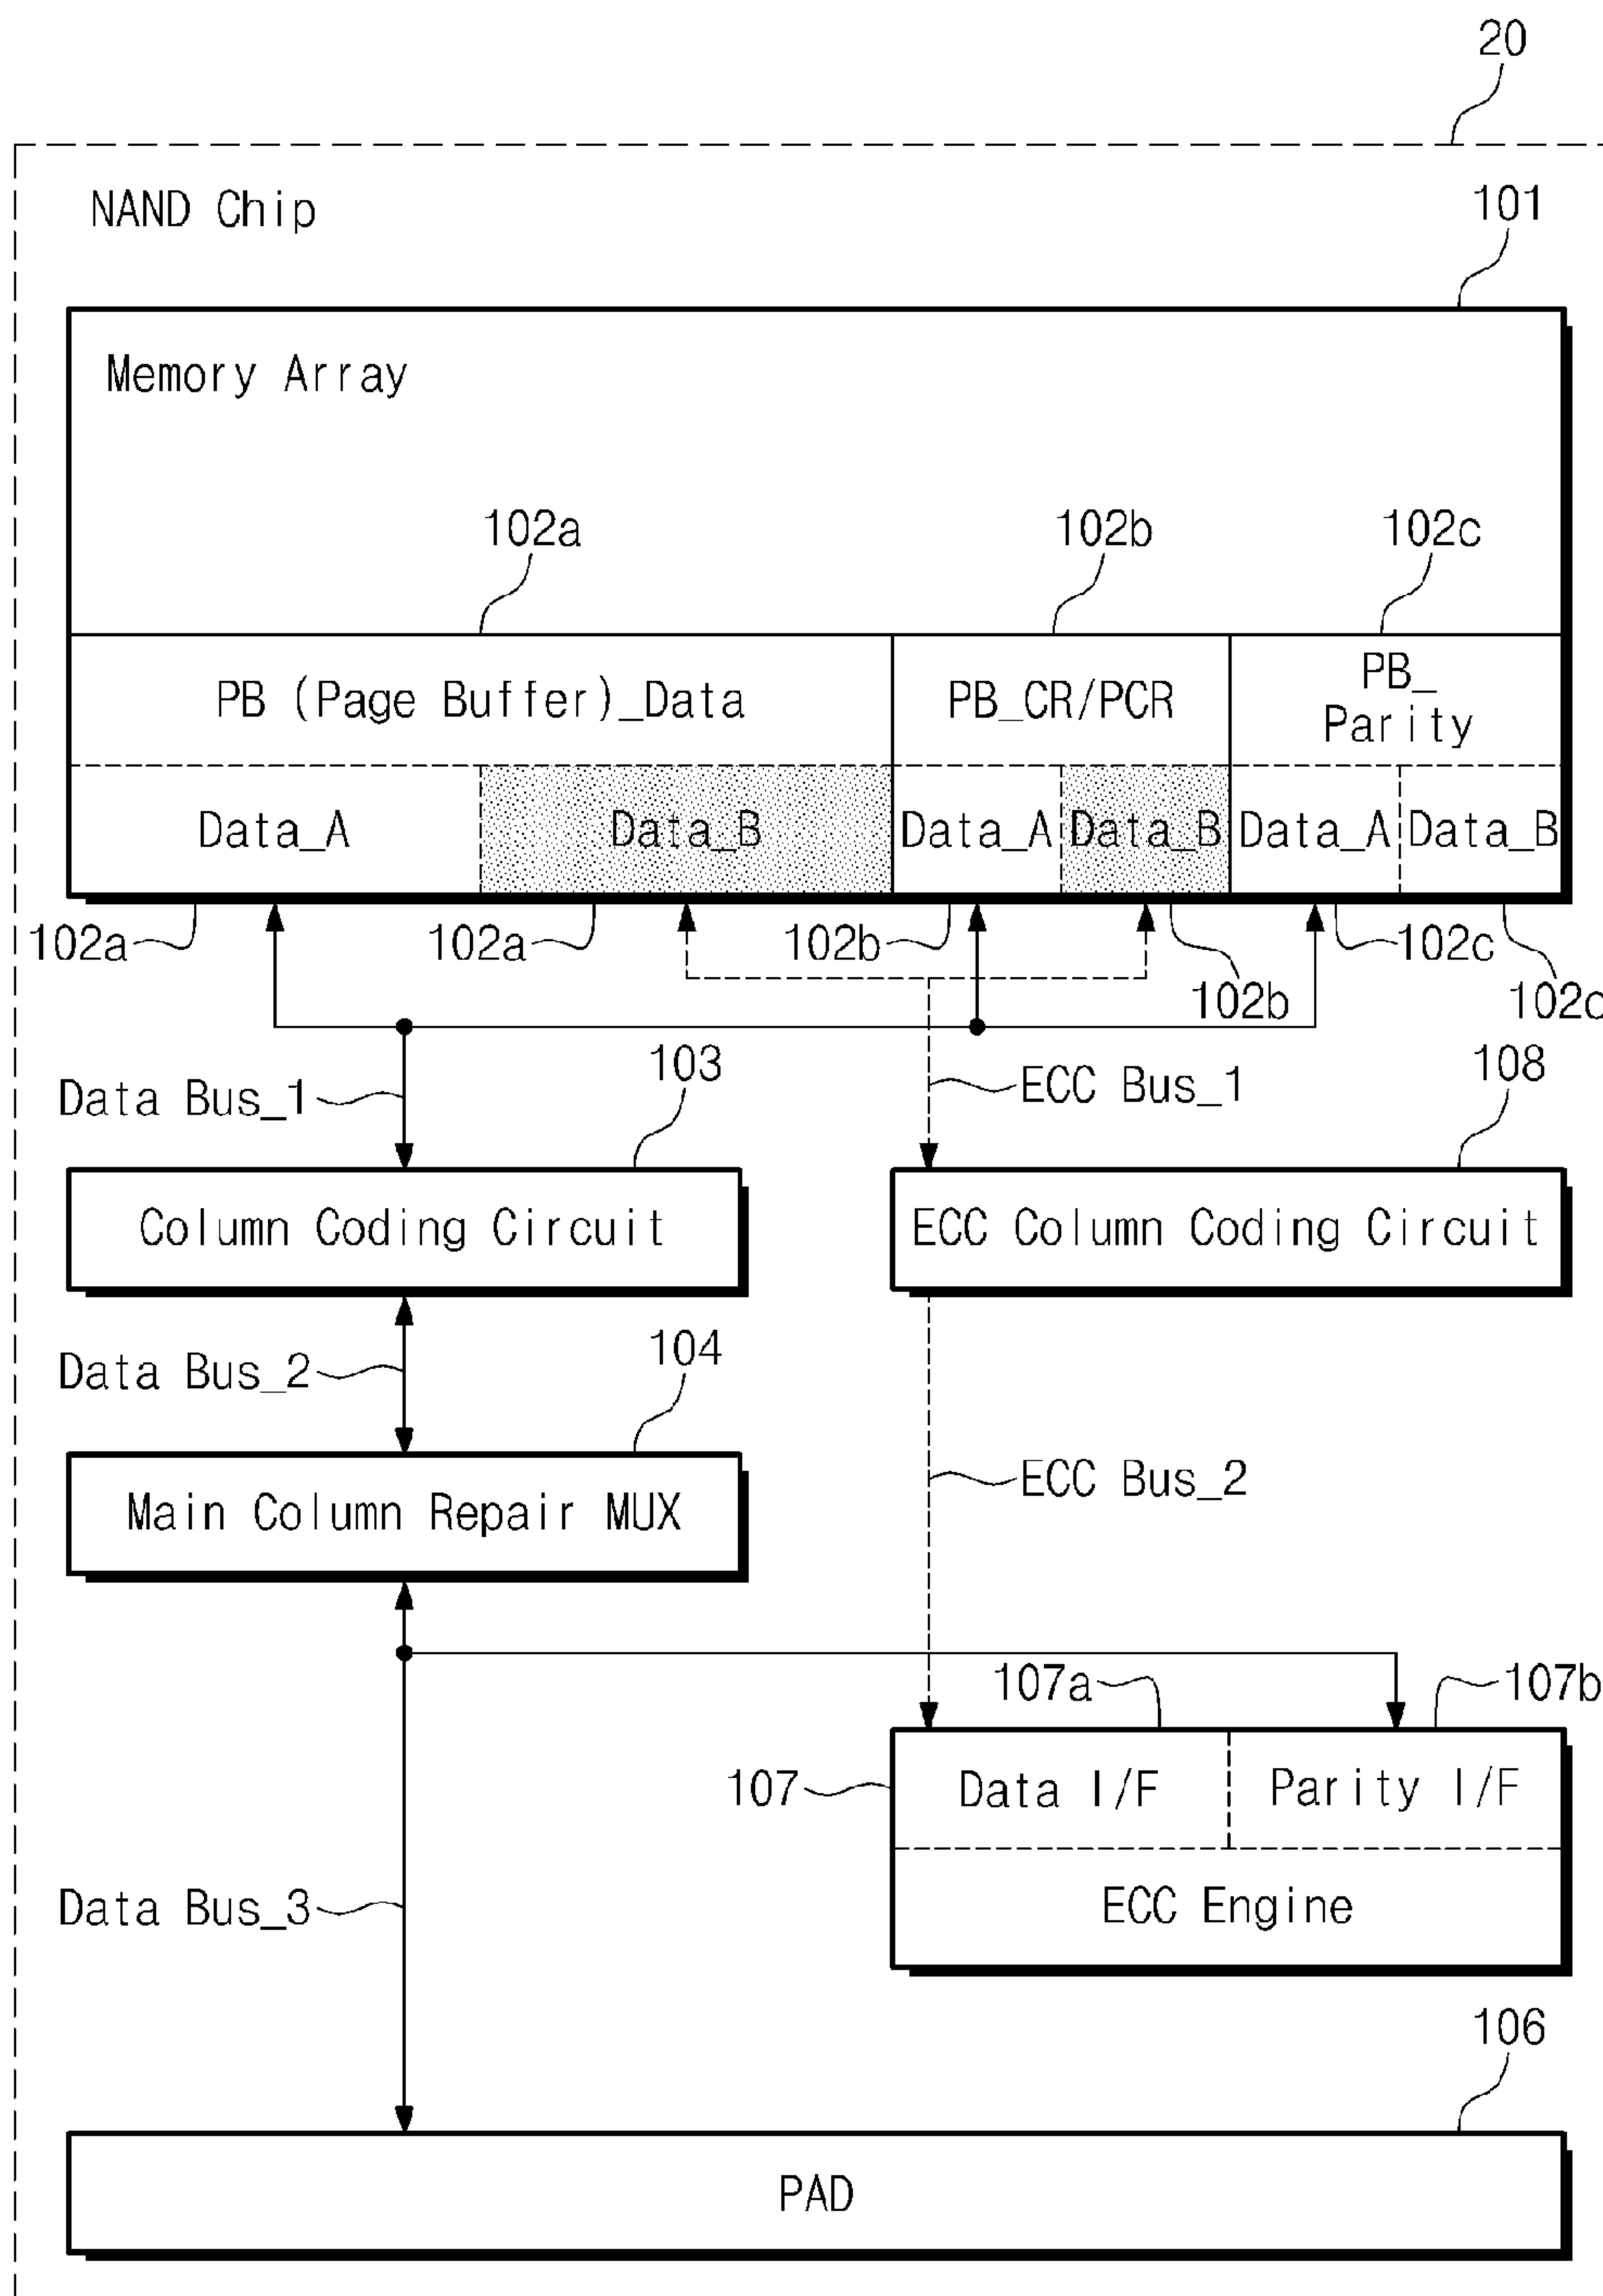 20
NAND Chip
101
Memory Array
102a
102b
102c
PB (Page Buffer)_Data
PB_CR/PCR
PB_
Parity
Data_A
Data_B
Data_A
Data_B
Data_A
Data_B
102a
102a
102b
102b
102c
102c
Data Bus_1
103
ECC Bus_1
108
Column Coding Circuit
ECC Column Coding Circuit
Data Bus_2
104
Main Column Repair MUX
ECC Bus_2
107a
107b
107
Data I/F
Parity I/F
ECC Engine
Data Bus_3
106
PAD